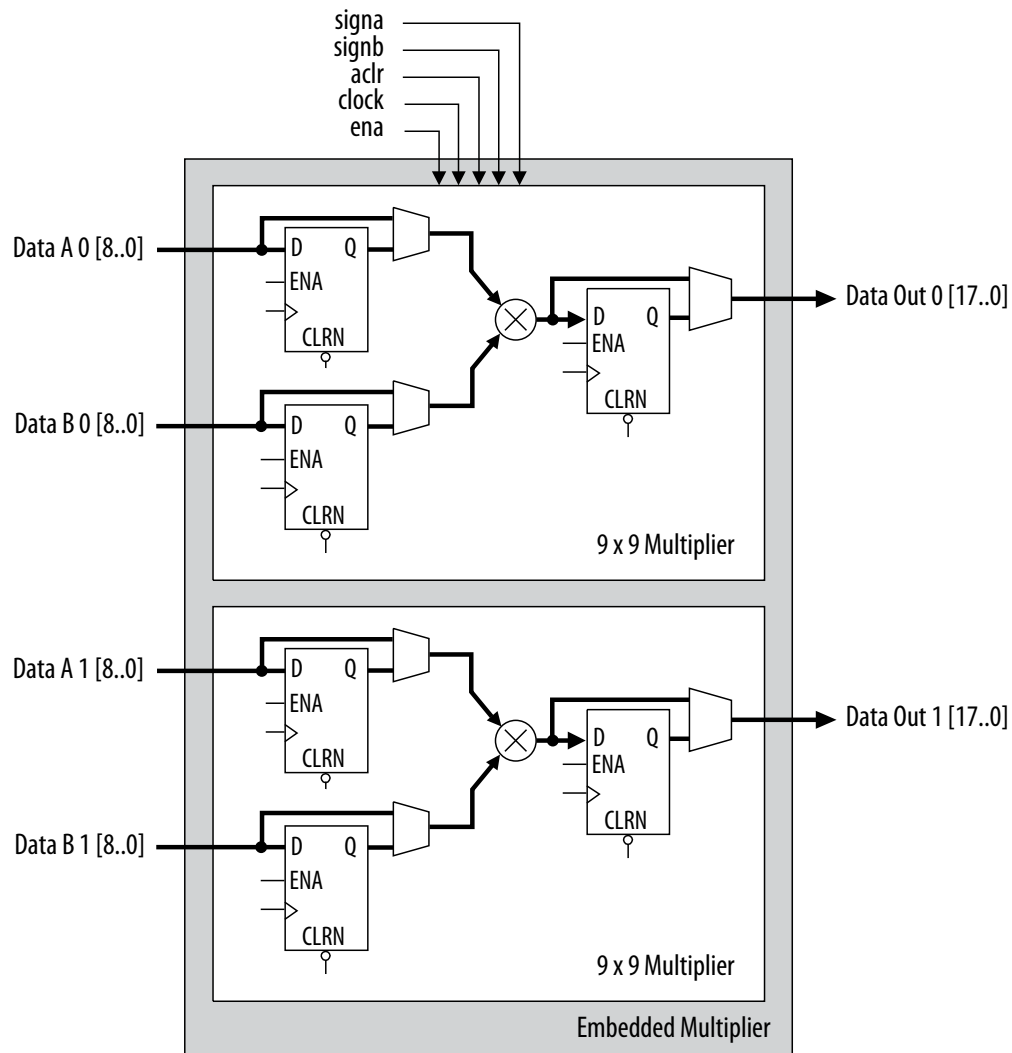 signa
signb
aclr
clock
ena
Data A 0 [8..0]
D Q
ENA
CLRN
Data B 0 [8..0]
D Q
ENA
CLRN
D Q
ENA
CLRN
Data Out 0 [17..0]
9 x 9 Multiplier
Data A 1 [8..0]
D Q
ENA
CLRN
Data B 1 [8..0]
D Q
ENA
CLRN
D Q
ENA
CLRN
Data Out 1 [17..0]
9 x 9 Multiplier
Embedded Multiplier